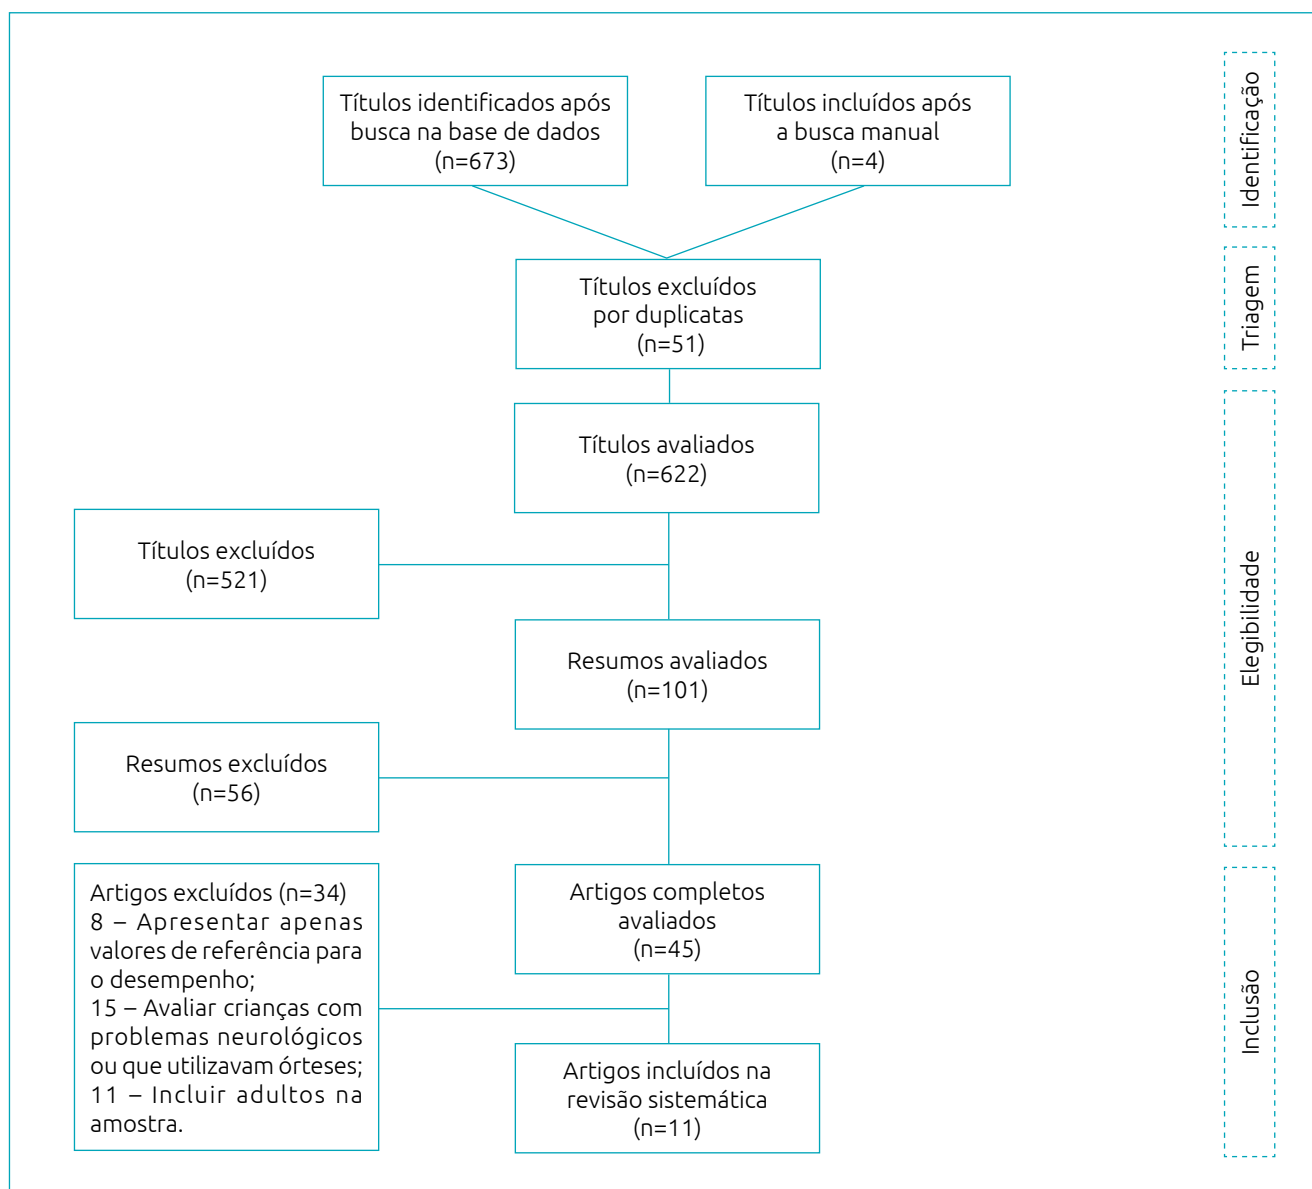 Títulos identificados após
busca na base de dados
(n=673)
Títulos incluídos após
a busca manual
(n=4)
Identificação
Títulos excluídos
por duplicatas
(n=51)
Triagem
Títulos avaliados
(n=622)
Títulos excluídos
(n=521)
Resumos avaliados
(n=101)
Resumos excluídos
(n=56)
Elegibilidade
Artigos completos
avaliados
(n=45)
Artigos excluídos (n=34)
8 – Apresentar apenas
valores de referência para
o desempenho;
15 – Avaliar crianças com
problemas neurológicos
ou que utilizavam órteses;
11 – Incluir adultos na
amostra.
Artigos incluídos na
revisão sistemática
(n=11)
Inclusão